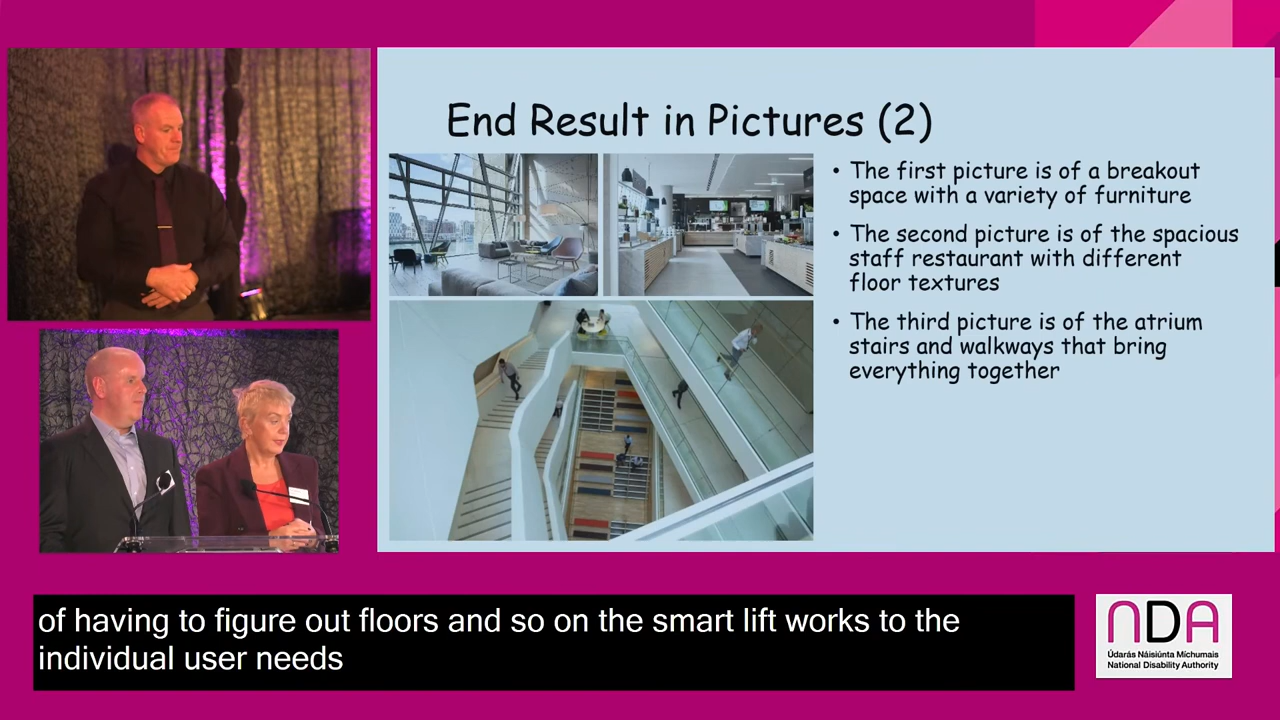 End Result in Pictures (2)
• The first picture is of a breakout
space with a variety of furniture
• The second picture is of the spacious
staff restaurant with different
floor textures
• The third picture is of the atrium
stairs and walkways that bring
everything together
of having to figure out floors and so on the smart lift works to the
individual user needs
NDA
Údarás Náisiúnta Míchumais
National Disability Authority